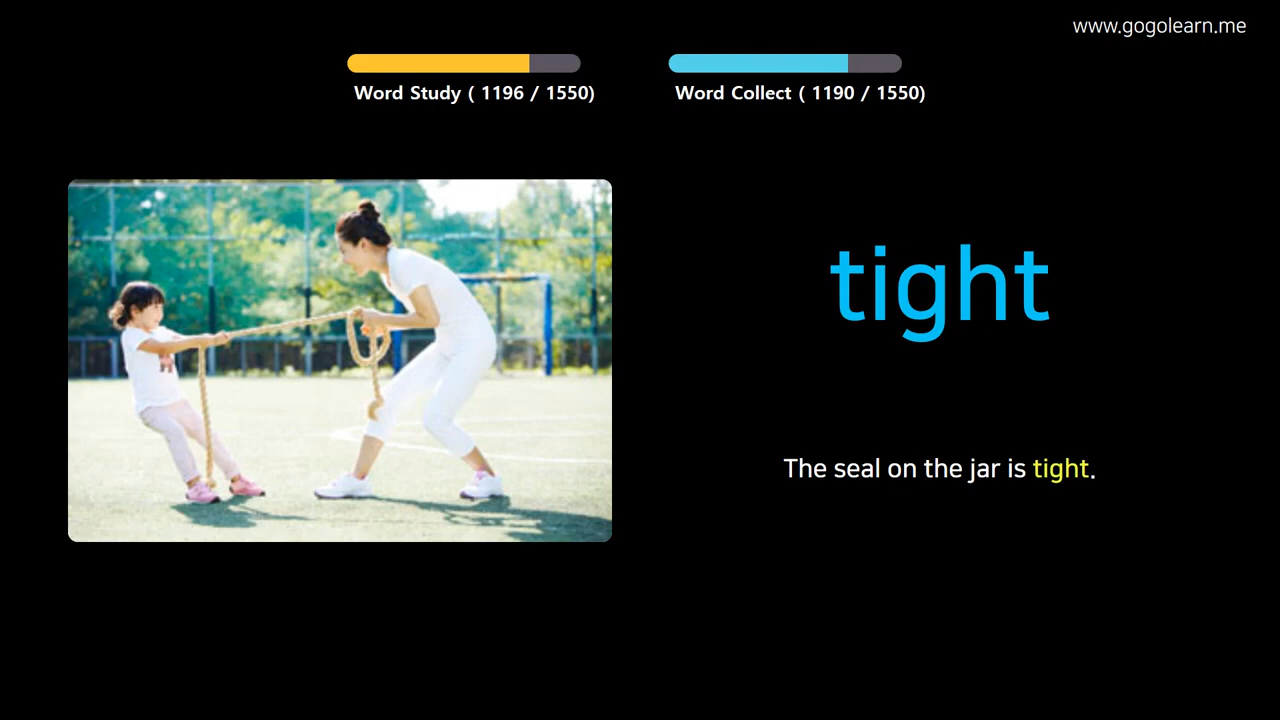 www.gogolearn.me
Word Study ( 1196 / 1550)
Word Collect ( 1190 / 1550)
tight
The seal on the jar is tight.